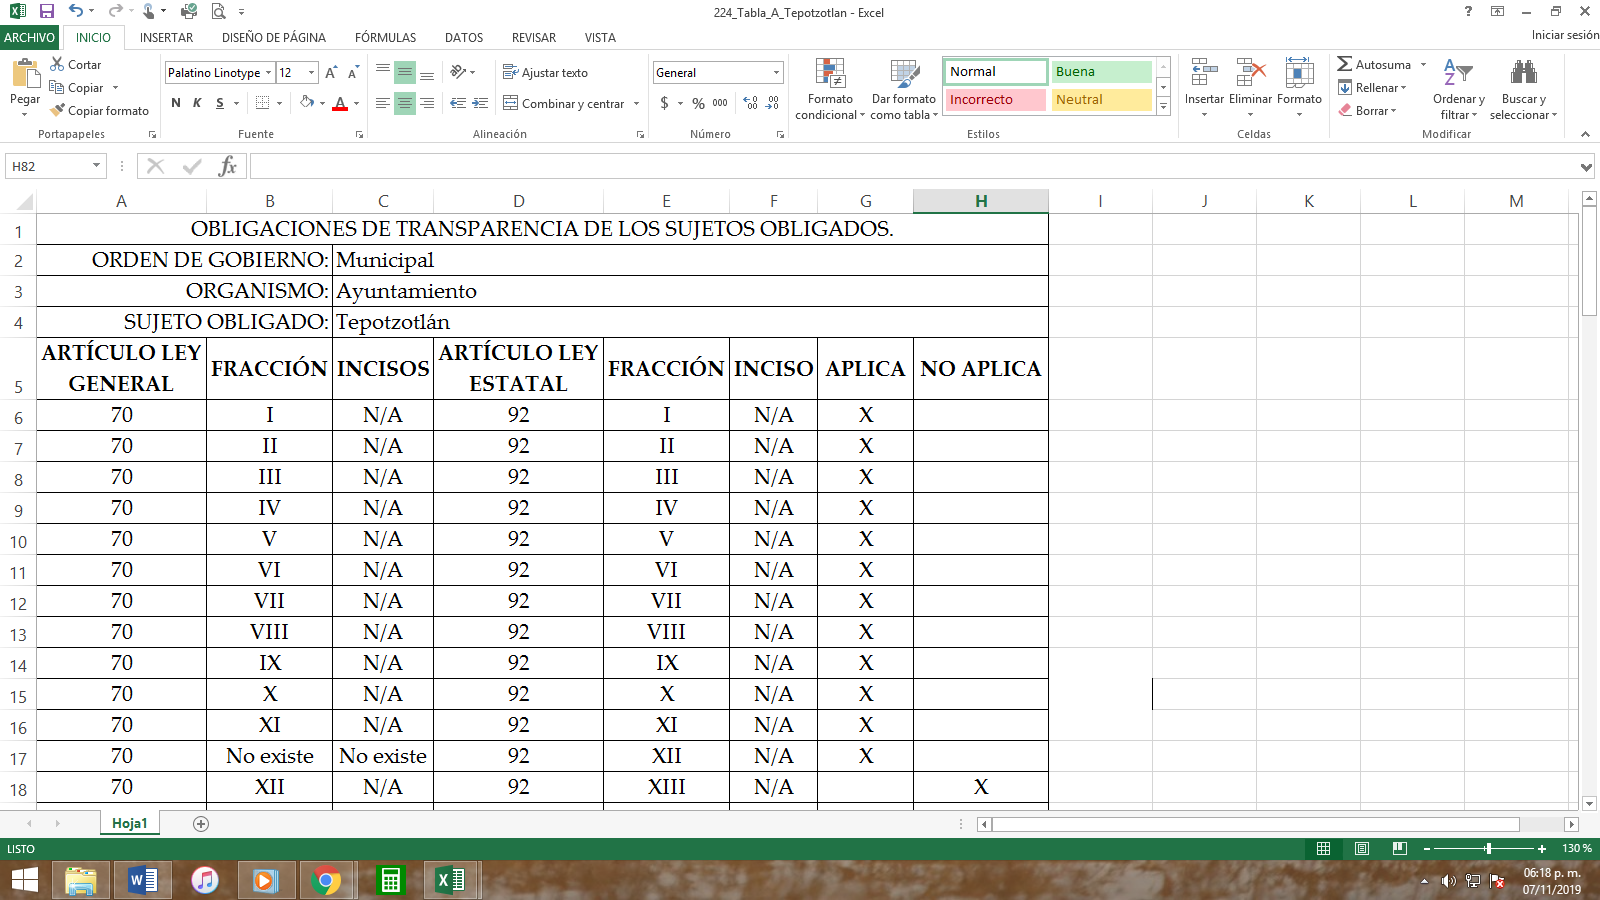 224_Tabla_A_Tepotzotlan - Excel
ARCHIVO INICIO INSERTAR DISEÑO DE PÁGINA FÓRMULAS DATOS REVISAR VISTA Iniciar sesión
Pegar
Cortar
Copiar
Copiar formato
Portapapeles
Palatino Linotype 12
N K S
Fuente
Ajustar texto
Combinar y centrar
Alineación
General
$ % 000
Número
Formato condicional
Dar formato como tabla
Normal Buena
Incorrecto Neutral
Estilos
Insertar Eliminar Formato
Celdas
Autosuma
Rellenar
Borrar
Ordenar y filtrar
Buscar y seleccionar
Modificar
H82 fx
A B C D E F G H I J K L M
1 OBLIGACIONES DE TRANSPARENCIA DE LOS SUJETOS OBLIGADOS.
2 ORDEN DE GOBIERNO: Municipal
3 ORGANISMO: Ayuntamiento
4 SUJETO OBLIGADO: Tepotzotlán
5 ARTÍCULO LEY GENERAL FRACCIÓN INCISOS ARTÍCULO LEY ESTATAL FRACCIÓN INCISO APLICA NO APLICA
6 70 I N/A 92 I N/A X
7 70 II N/A 92 II N/A X
8 70 III N/A 92 III N/A X
9 70 IV N/A 92 IV N/A X
10 70 V N/A 92 V N/A X
11 70 VI N/A 92 VI N/A X
12 70 VII N/A 92 VII N/A X
13 70 VIII N/A 92 VIII N/A X
14 70 IX N/A 92 IX N/A X
15 70 X N/A 92 X N/A X
16 70 XI N/A 92 XI N/A X
17 70 No existe No existe 92 XII N/A X
18 70 XII N/A 92 XIII N/A X
Hoja1
LISTO 130 %
06:18 p. m.
07/11/2019